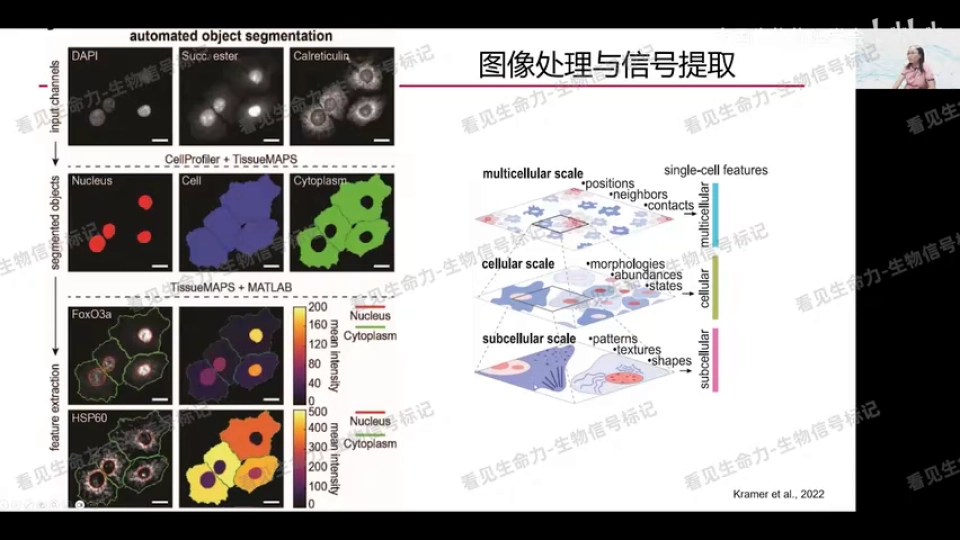 automated object segmentation
图像处理与信号提取
input channels
DAPI
Succ. ester
Calreticulin
CellProfiler + TissueMAPS
segmented objects
Nucleus
Cell
Cytoplasm
TissueMAPS + MATLAB
feature extraction
FoxO3a
200
160
120
80
40
0
mean intensity
Nucleus
Cytoplasm
HSP60
500
400
300
200
100
0
mean intensity
Nucleus
Cytoplasm
multicellular scale
•positions
•neighbors
•contacts
single-cell features
multicellular
cellular scale
•morphologies
•abundances
•states
cellular
subcellular scale
•patterns
•textures
•shapes
subcellular
Kramer et al., 2022
看见生命力-生物信号标记